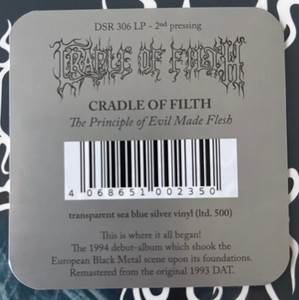 DSR 306 LP - 2nd pressing
CRADLE OF FILTH
CRADLE OF FILTH
The Principle of Evil Made Flesh
4 068651 002350
transparent sea blue silver vinyl (ltd. 500)
This is where it all began!
The 1994 debut-album which shook the
European Black Metal scene upon its foundations.
Remastered from the original 1993 DAT.